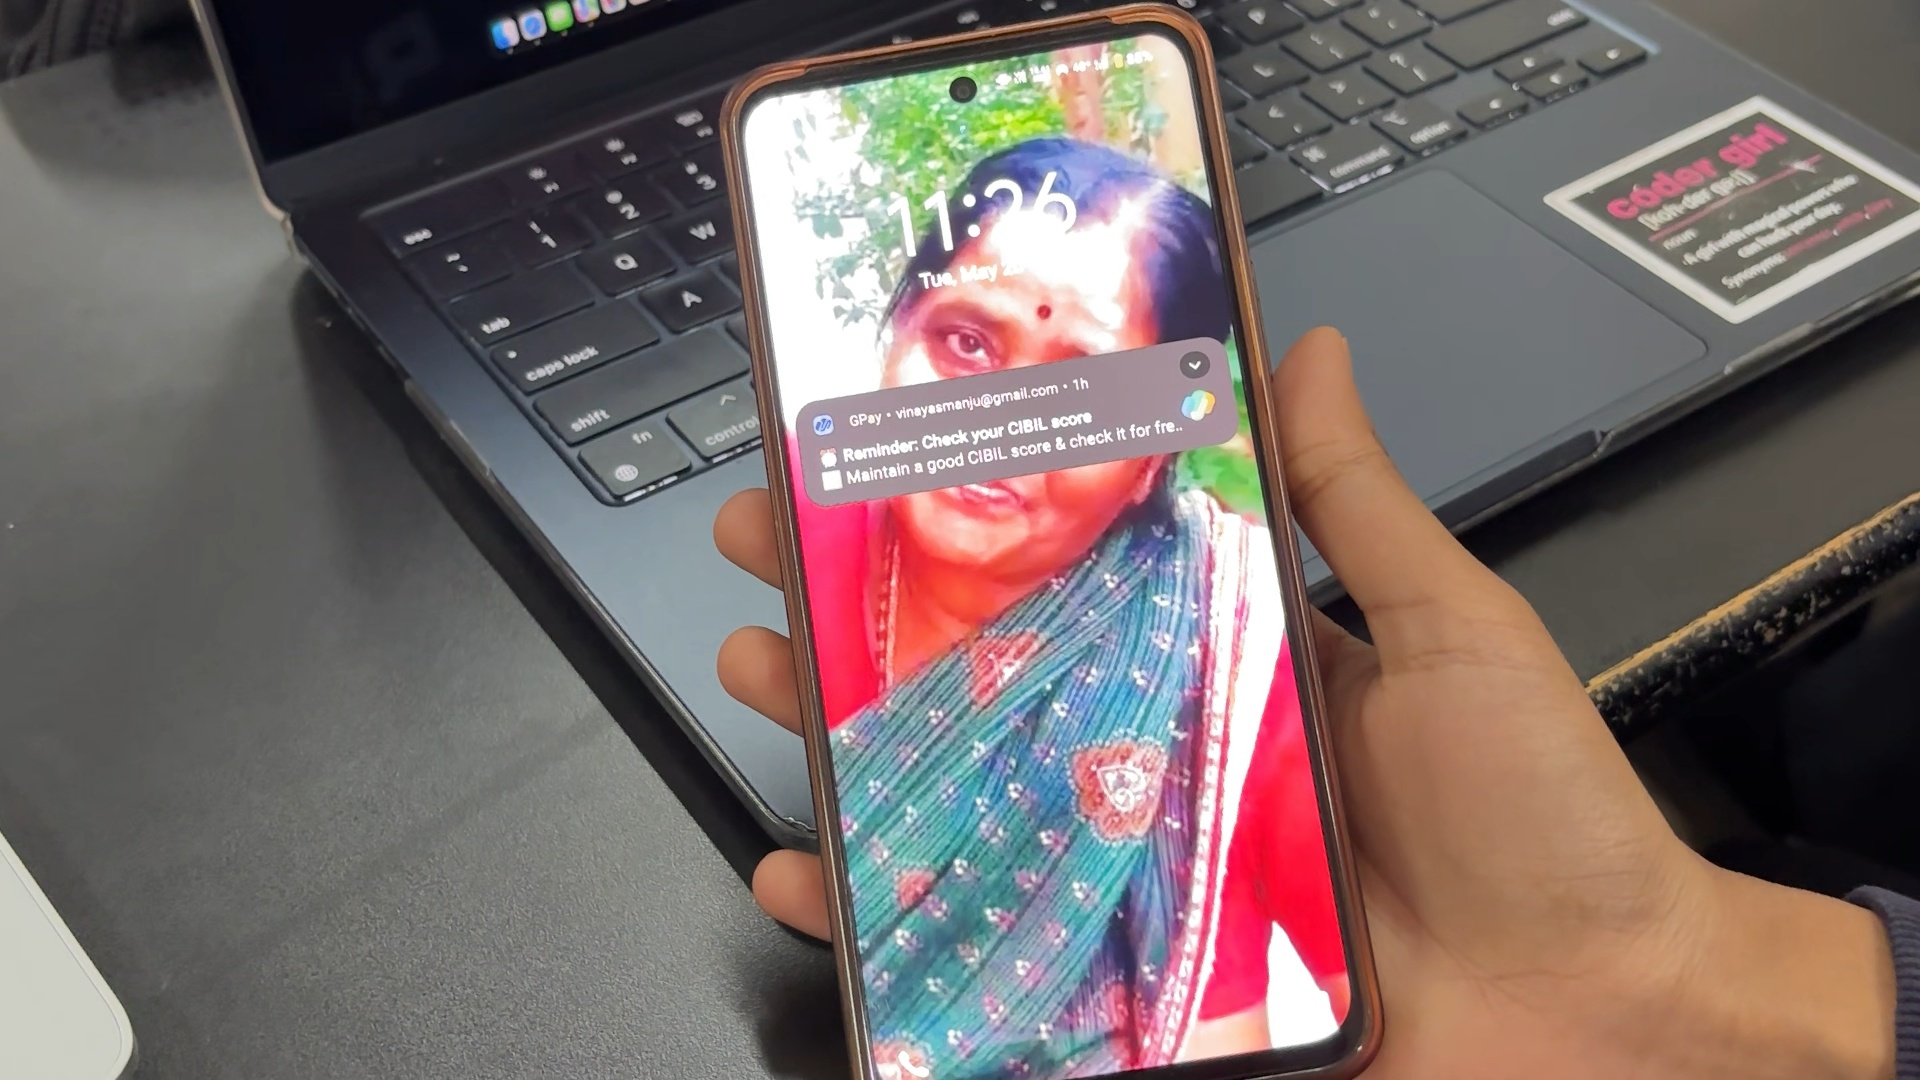 88%
11:26
Tue, May
GPay • vinayasmanju@gmail.com • 1h
Reminder: Check your CIBIL score
Maintain a good CIBIL score & check it for fre..
coder girl
[koh-der gurl]
noun
A girl with magical powers who
can hack your day.
Synonyms:
esc
!
1
2
3
tab
Q
W
caps lock
A
shift
fn
control
L
<
>
?
/
command
option